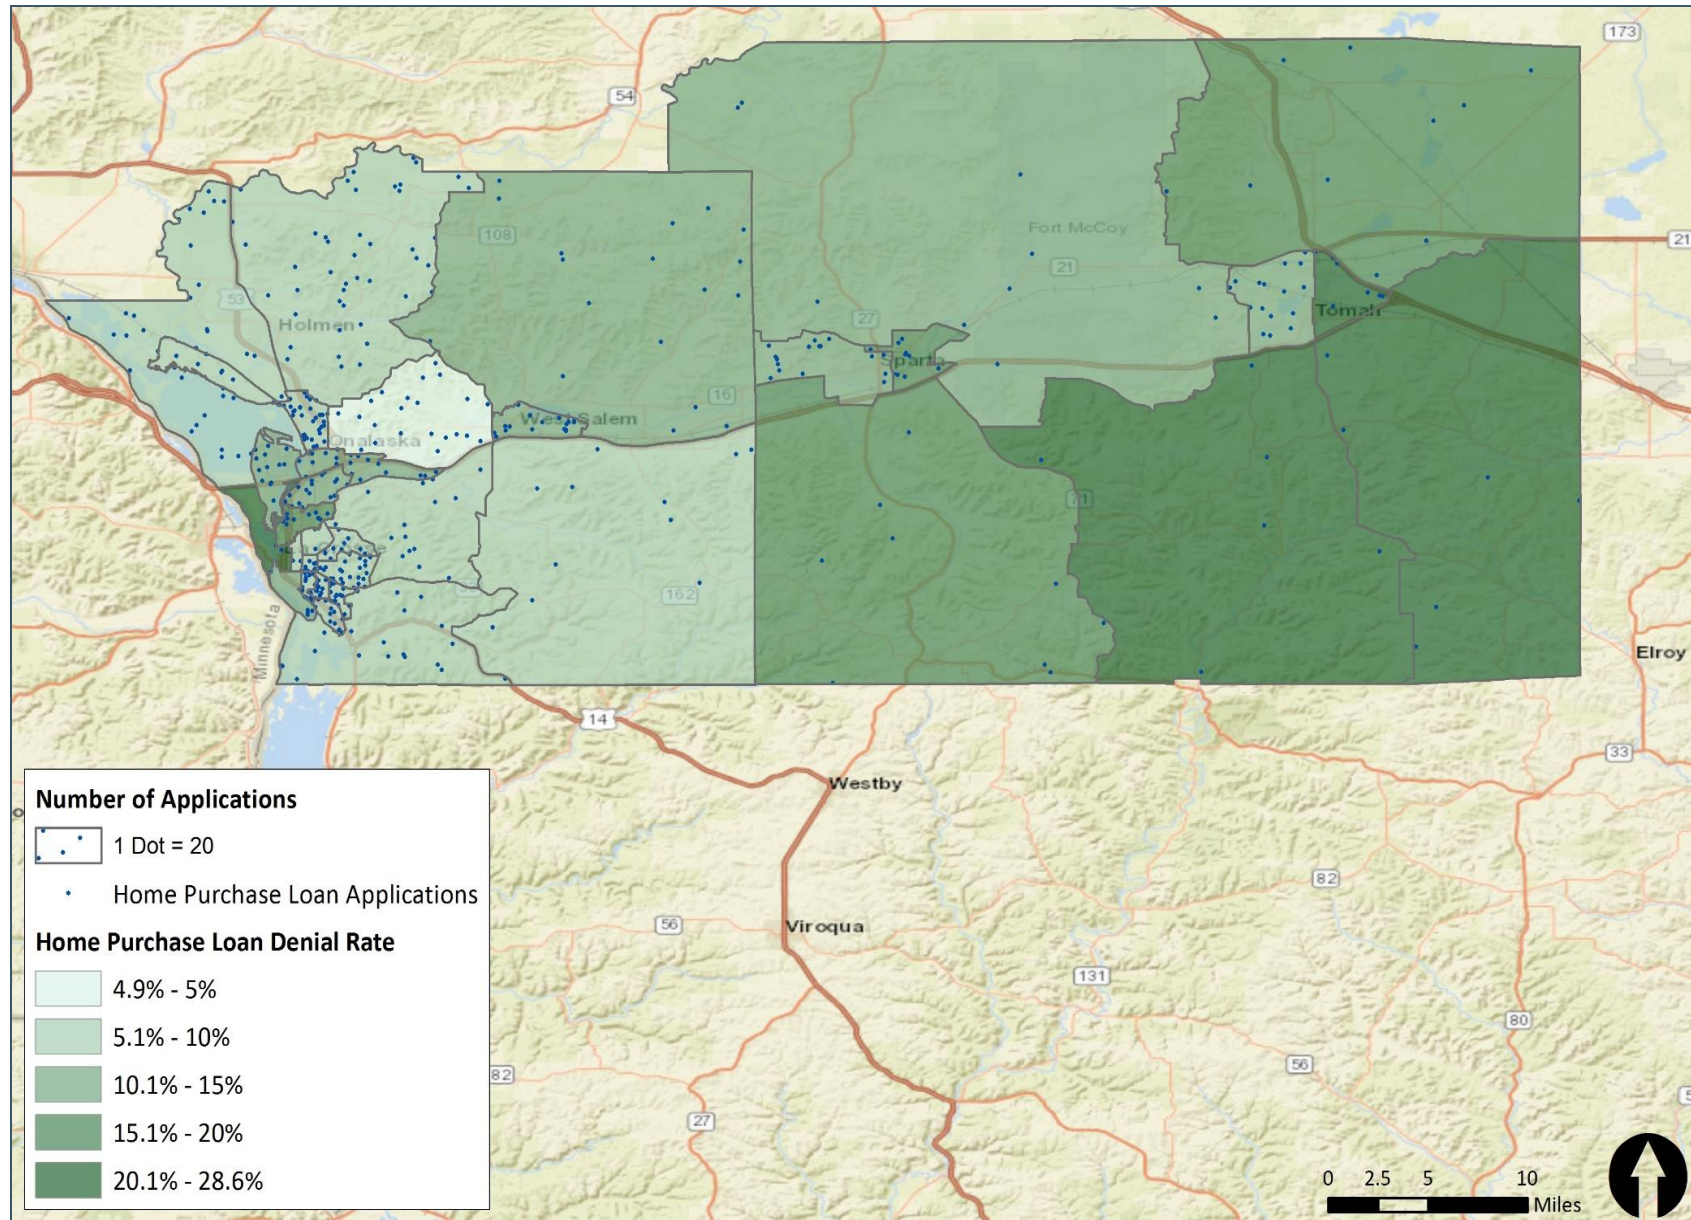 173
54
108
Fort McCoy
21
21
53
Holmen
27
Tomah
Sparta
16
West Salem
Onalaska
71
162
Minnesota
Elroy
14
33
Westby
Number of Applications
1 Dot = 20
Home Purchase Loan Applications
82
Viroqua
56
Home Purchase Loan Denial Rate
131
4.9% - 5%
80
5.1% - 10%
56
82
10.1% - 15%
27
15.1% - 20%
20.1% - 28.6%
0 2.5 5 10
Miles